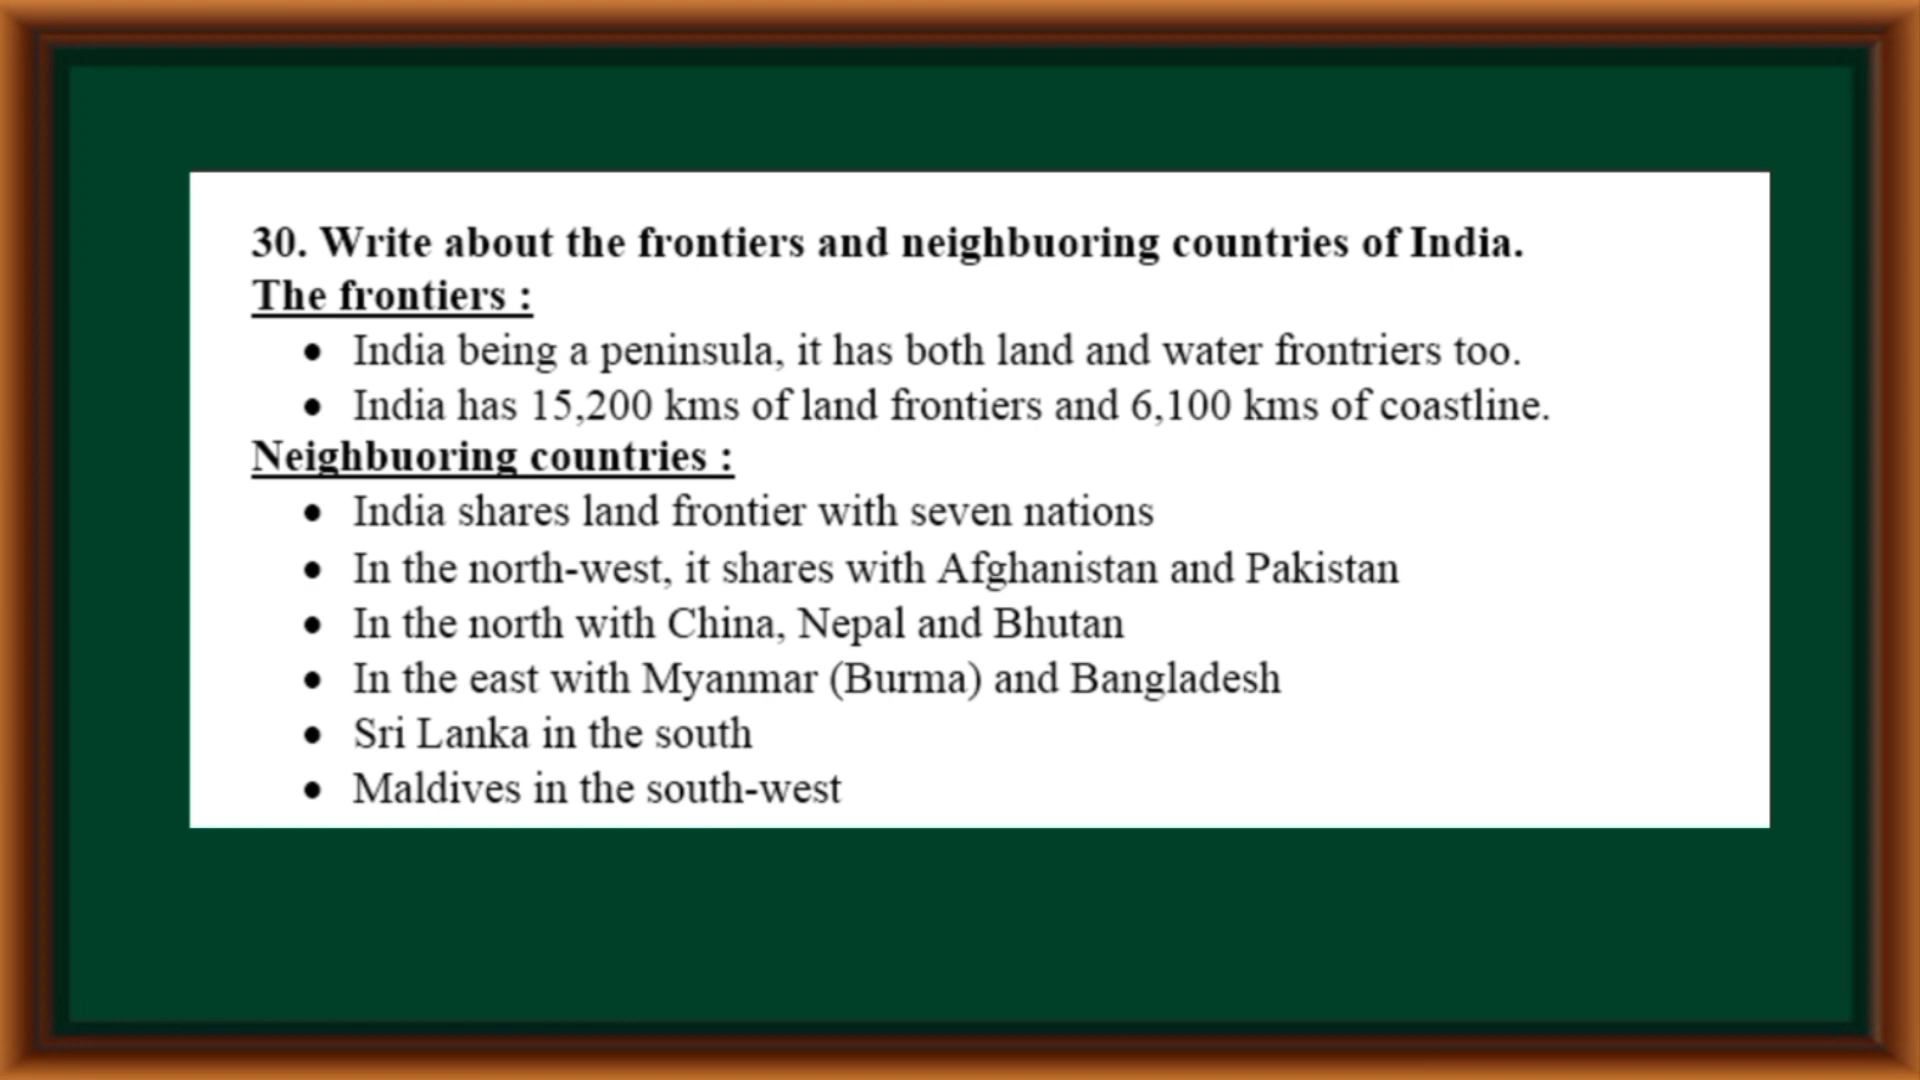 30. Write about the frontiers and neighbuoring countries of India.
The frontiers :
• India being a peninsula, it has both land and water frontriers too.
• India has 15,200 kms of land frontiers and 6,100 kms of coastline.
Neighbuoring countries :
• India shares land frontier with seven nations
• In the north-west, it shares with Afghanistan and Pakistan
• In the north with China, Nepal and Bhutan
• In the east with Myanmar (Burma) and Bangladesh
• Sri Lanka in the south
• Maldives in the south-west